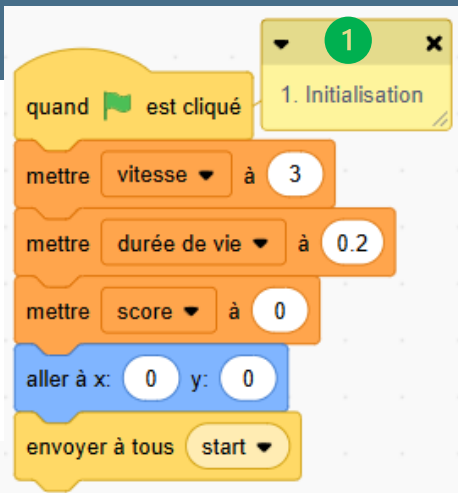 1
1. Initialisation
quand est cliqué
mettre vitesse à 3
mettre durée de vie à 0.2
mettre score à 0
aller à x: 0 y: 0
envoyer à tous start